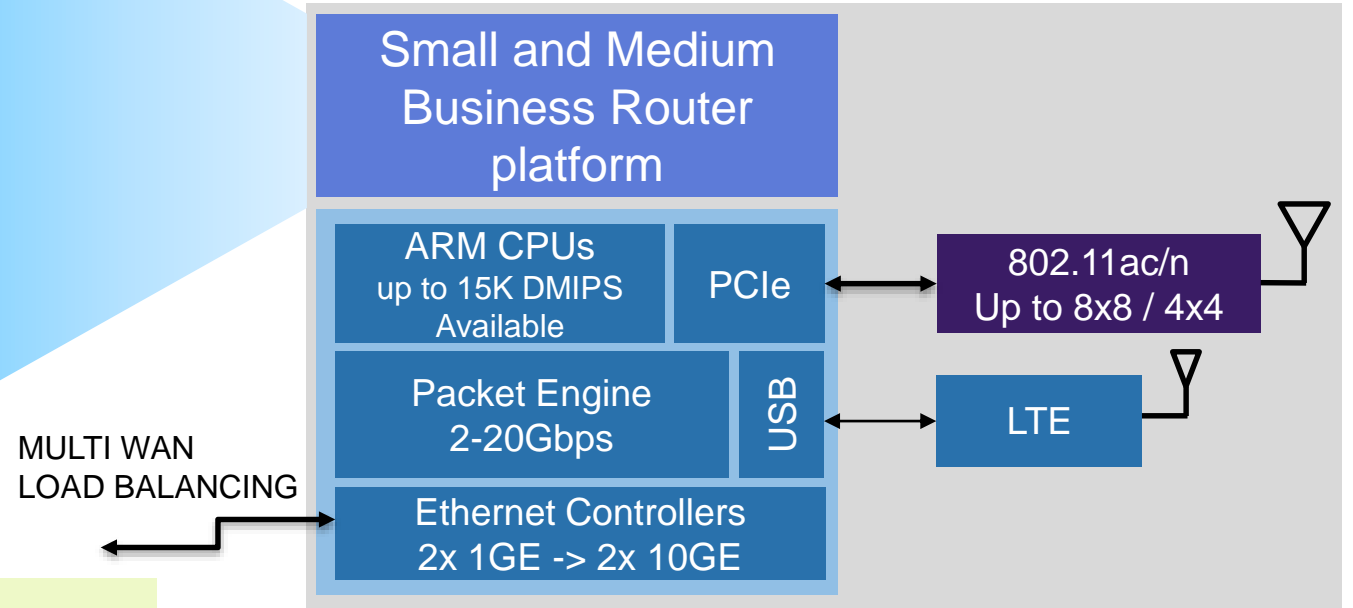 Small and Medium
Business Router
platform
ARM CPUs
up to 15K DMIPS
Available
PCIe
802.11ac/n
Up to 8x8 / 4x4
Packet Engine
2-20Gbps
USB
LTE
MULTI WAN
LOAD BALANCING
Ethernet Controllers
2x 1GE -> 2x 10GE